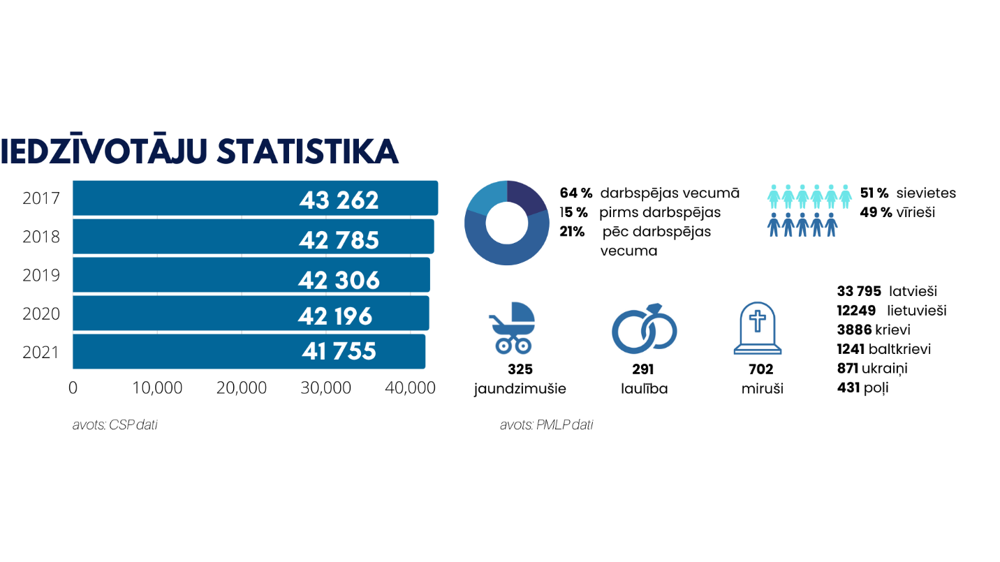 IEDZĪVOTĀJU STATISTIKA
2017
43 262
2018
42 785
2019
42 306
2020
42 196
2021
41 755
0 10,000 20,000 30,000 40,000
avots: CSP dati
64 % darbspējas vecumā
15 % pirms darbspējas
21% pēc darbspējas
vecuma
51 % sievietes
49 % vīrieši
325
jaundzimušie
291
laulība
702
miruši
33 795 latvieši
12249 lietuvieši
3886 krievi
1241 baltkrievi
871 ukraiņi
431 poļi
avots: PMLP dati